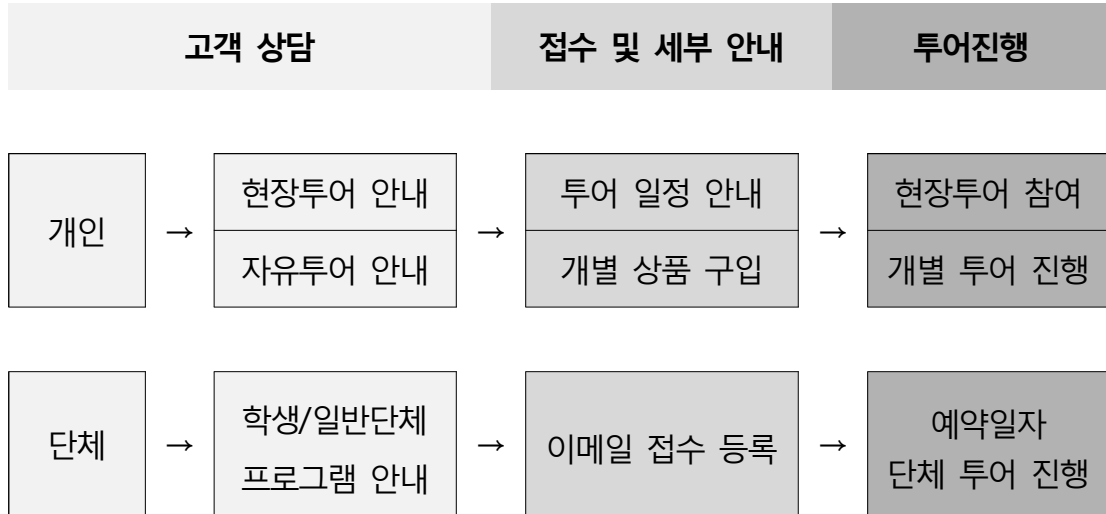 고객 상담
접수 및 세부 안내
투어진행
개인
→
현장투어 안내
자유투어 안내
→
투어 일정 안내
개별 상품 구입
→
현장투어 참여
개별 투어 진행
단체
→
학생/일반단체
프로그램 안내
→
이메일 접수 등록
→
예약일자
단체 투어 진행